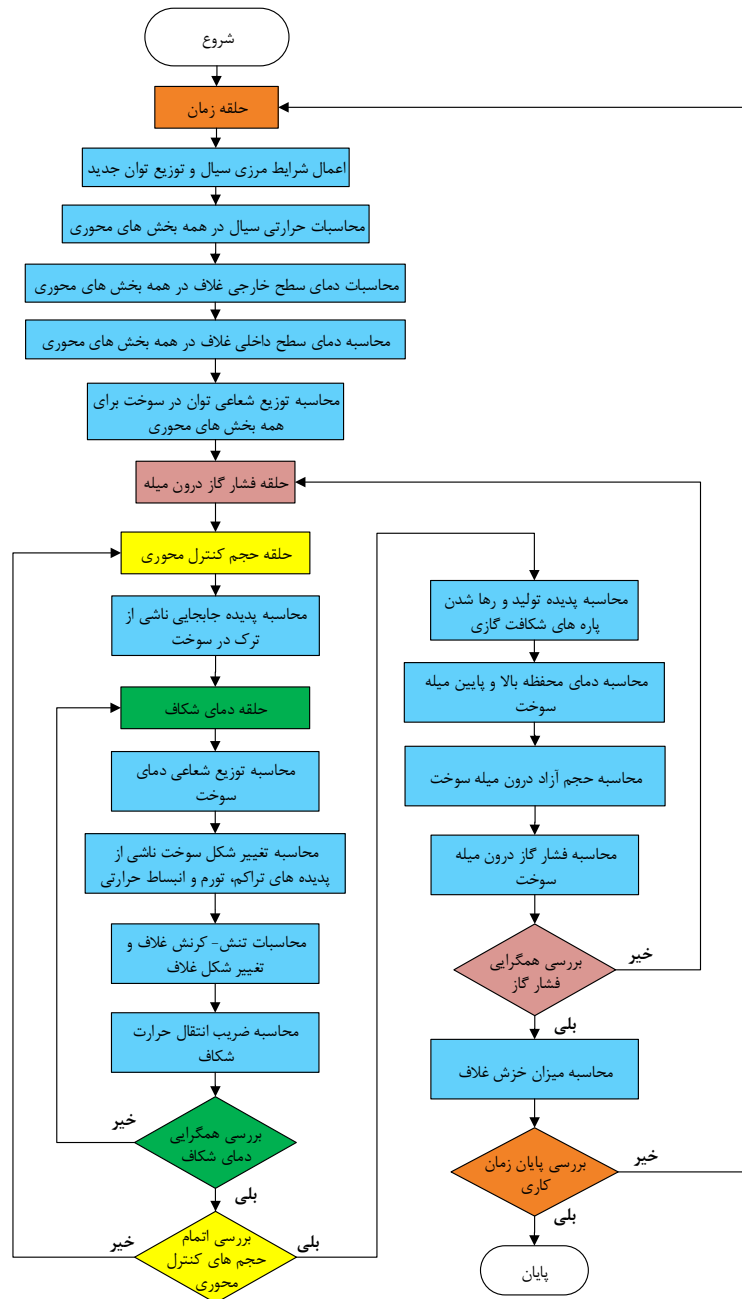 شروع
حلقه زمان
اعمال شرایط مرزی سیال و توزیع توان جدید
محاسبات حرارتی سیال در همه بخش های محوری
محاسبات دمای سطح خارجی غلاف در همه بخش های محوری
محاسبه دمای سطح داخلی غلاف در همه بخش های محوری
محاسبه توزیع شعاعی توان در سوخت برای
همه بخش های محوری
حلقه فشار گاز درون میله
حلقه حجم کنترل محوری
محاسبه پدیده جابجایی ناشی از
ترک در سوخت
حلقه دمای شکاف
محاسبه توزیع شعاعی دمای
سوخت
محاسبه تغییر شکل سوخت ناشی از
پدیده های تراکم، تورم و انبساط حرارتی
محاسبات تنش- کرنش غلاف و
تغییر شکل غلاف
محاسبه ضریب انتقال حرارت
شکاف
بررسی همگرایی
دمای شکاف
خیر
بلی
بررسی اتمام
حجم های کنترل
محوری
خیر
بلی
محاسبه پدیده تولید و رها شدن
پاره های شکافت گازی
محاسبه دمای محفظه بالا و پایین میله
سوخت
محاسبه حجم آزاد درون میله سوخت
محاسبه فشار گاز درون میله
سوخت
بررسی همگرایی
فشار گاز
خیر
بلی
محاسبه میزان خزش غلاف
بررسی پایان زمان
کاری
خیر
بلی
پایان